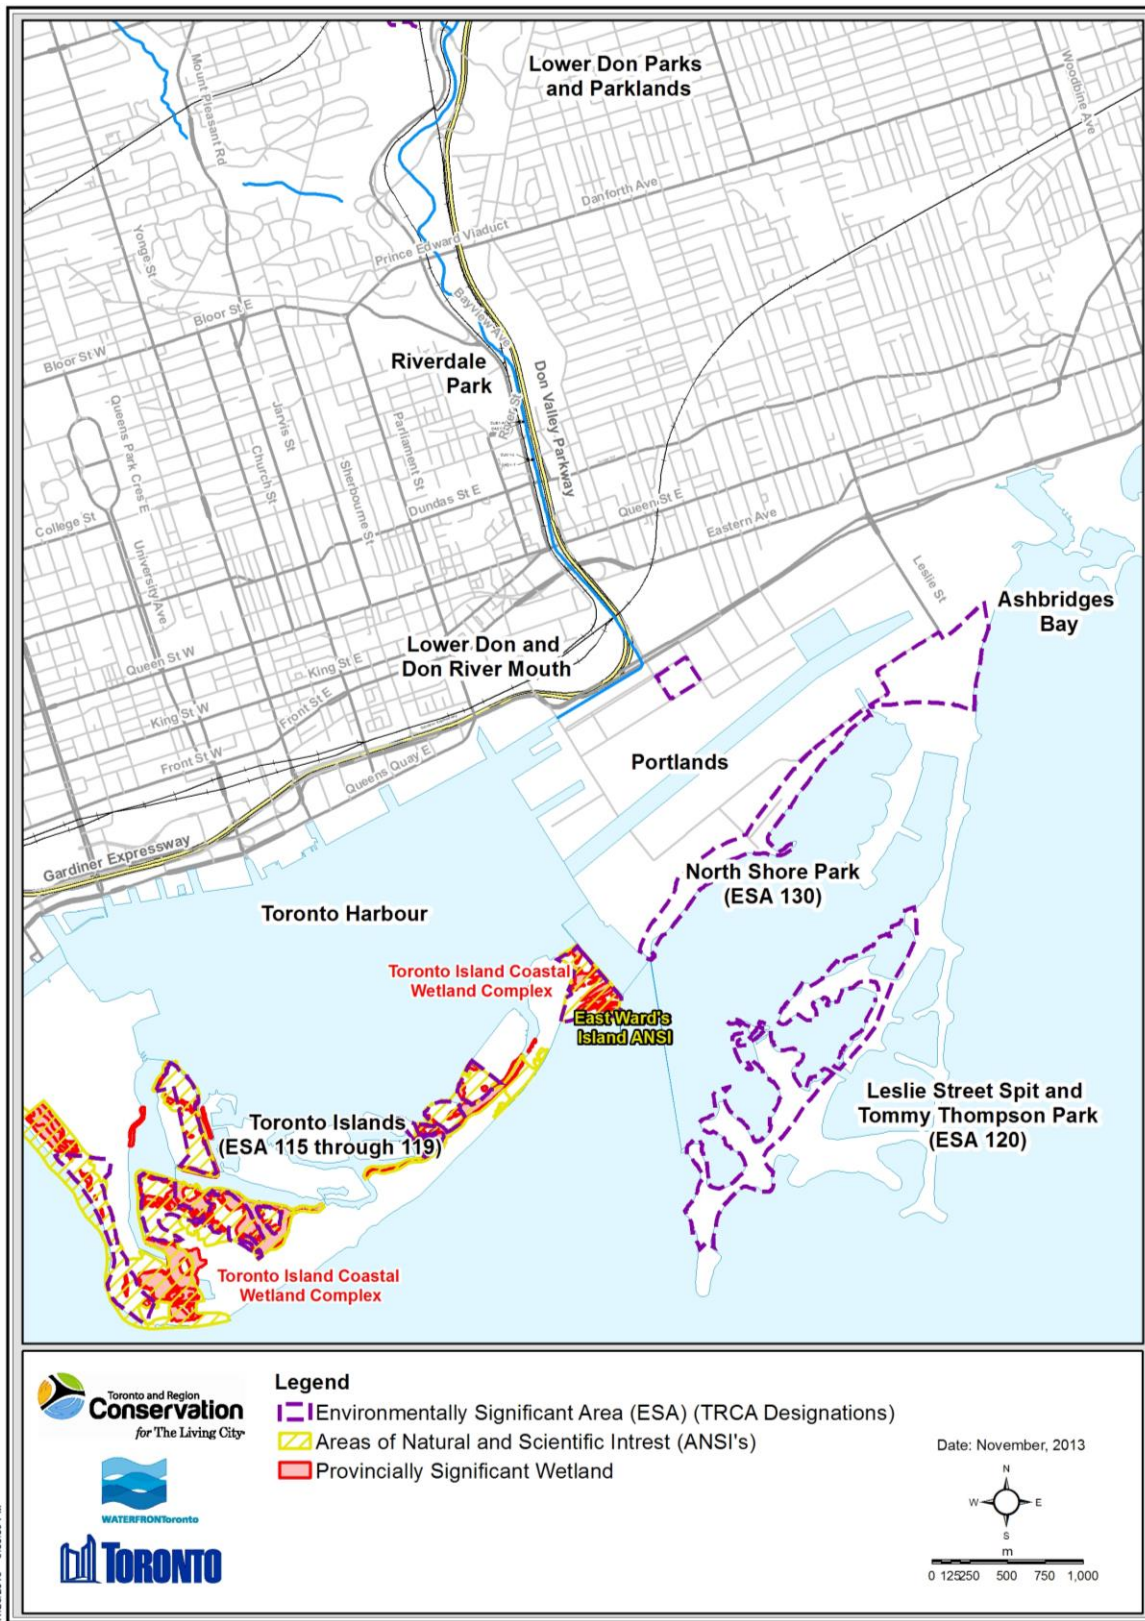 Lower Don Parks
and Parklands
Woodbine Ave
Mount Pleasant Rd
Danforth Ave
Prince Edward Viaduct
Yonge St
Bloor St E
Bayview Ave
Bloor St W
Riverdale
Park
Don Valley Parkway
River St
Queens Park Cres E
Jarvis St
Parliament St
Church St
Sherbourne St
Dundas St E
Queen St E
Eastern Ave
College St
University Ave
Leslie St
Ashbridges
Bay
Lower Don and
Don River Mouth
Queen St W
King St E
King St W
Front St E
Front St W
Queens Quay E
Portlands
Gardiner Expressway
North Shore Park
(ESA 130)
Toronto Harbour
Toronto Island Coastal
Wetland Complex
East Ward's
Island ANSI
Leslie Street Spit and
Tommy Thompson Park
(ESA 120)
Toronto Islands
(ESA 115 through 119)
Toronto Island Coastal
Wetland Complex
Legend
Environmentally Significant Area (ESA) (TRCA Designations)
Areas of Natural and Scientific Intrest (ANSI's)
Provincially Significant Wetland
Toronto and Region
Conservation
for The Living City
WATERFRONToronto
TORONTO
Date: November, 2013
N
W E
S
m
0 125250 500 750 1,000